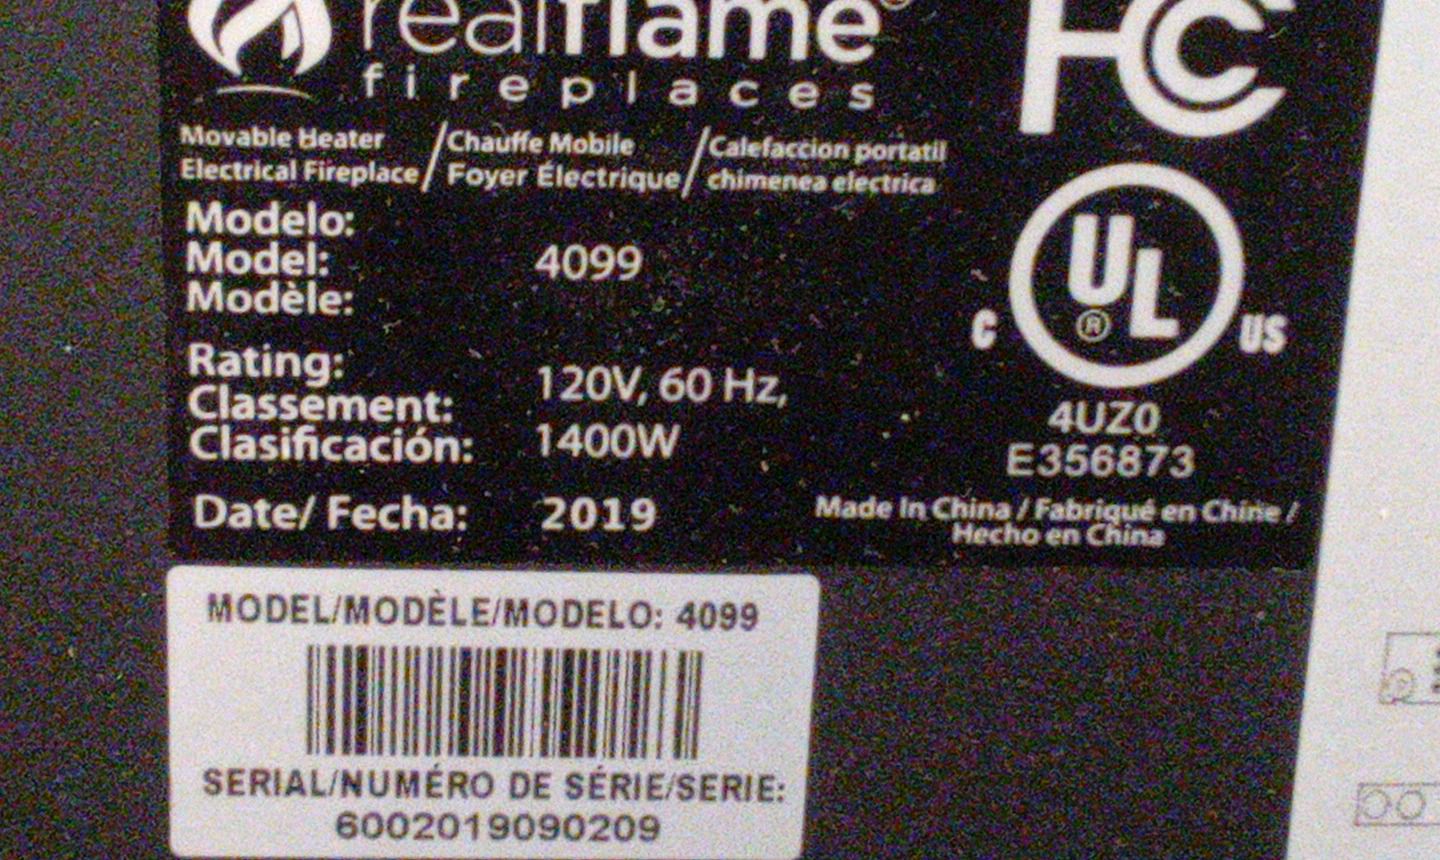 realflame®
fireplaces
FCC
Movable Heater / Chauffe Mobile / Calefaccion portatil
Electrical Fireplace / Foyer Électrique / chimenea electrica
Modelo:
Model: 4099
Modèle:
Rating:
Classement: 120V, 60 Hz,
Clasificación: 1400W
Date/ Fecha: 2019
C UL® US
4UZ0
E356873
Made In China / Fabriqué en Chine /
Hecho en China
MODEL/MODÈLE/MODELO: 4099
SERIAL/NUMÉRO DE SÉRIE/SERIE:
6002019090209